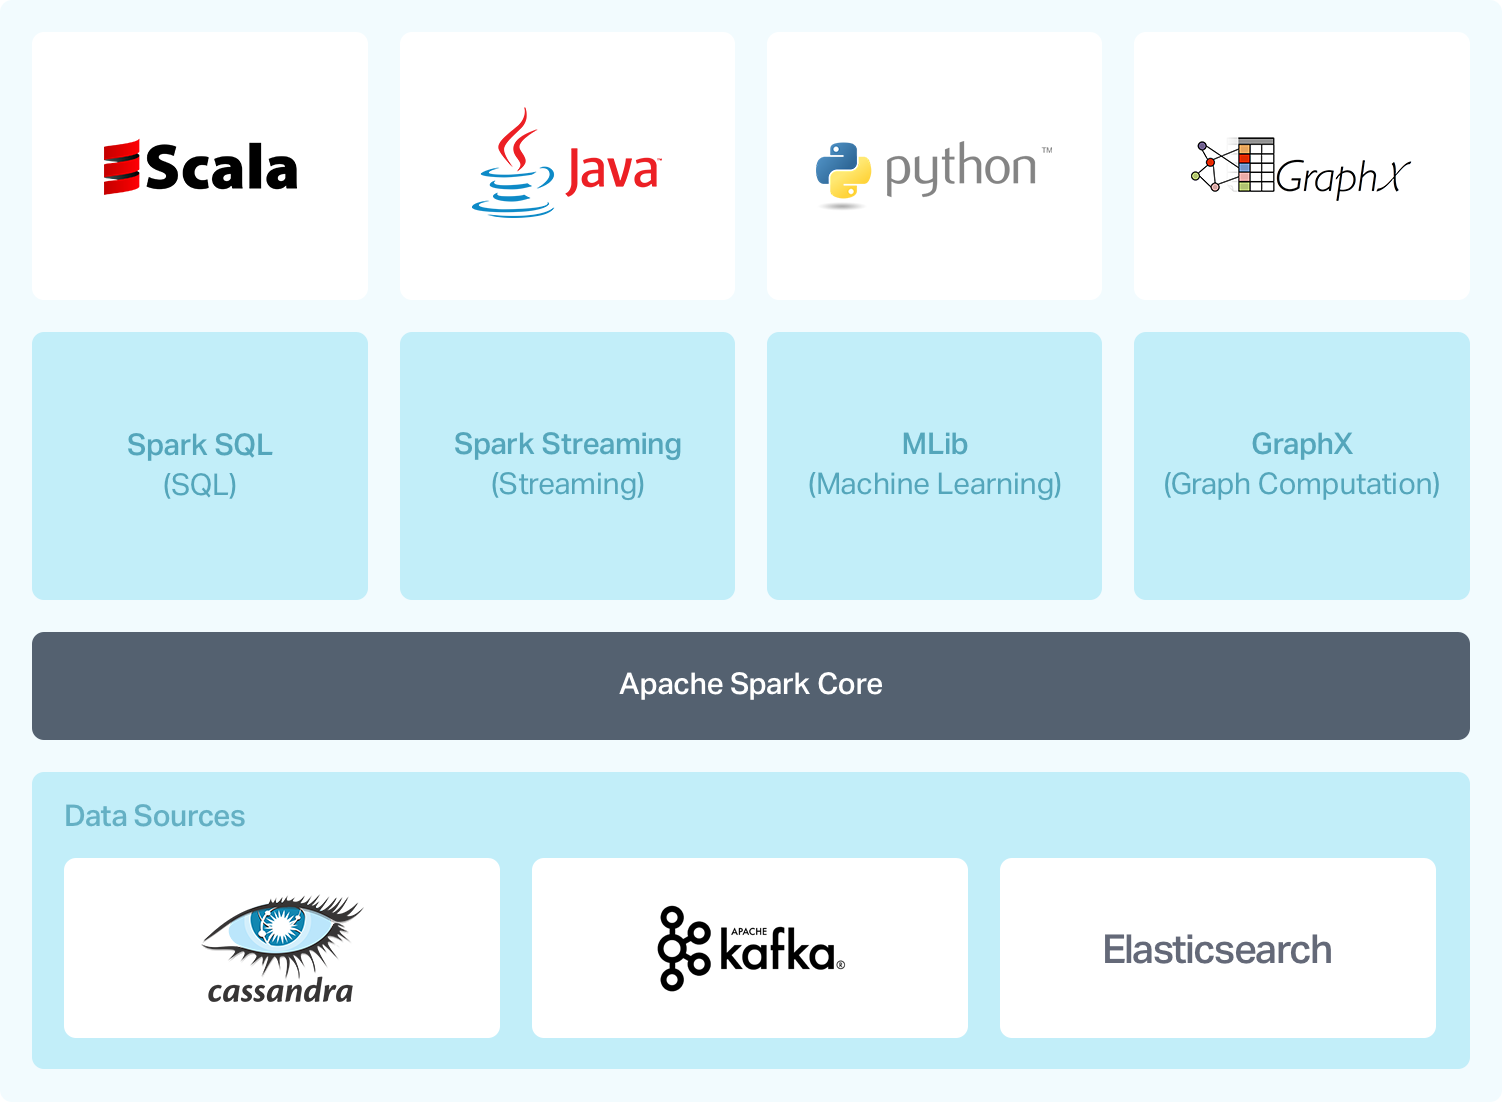 Scala
Java™
python™
GraphX
Spark SQL
(SQL)
Spark Streaming
(Streaming)
MLib
(Machine Learning)
GraphX
(Graph Computation)
Apache Spark Core
Data Sources
cassandra
APACHE
kafka®
Elasticsearch